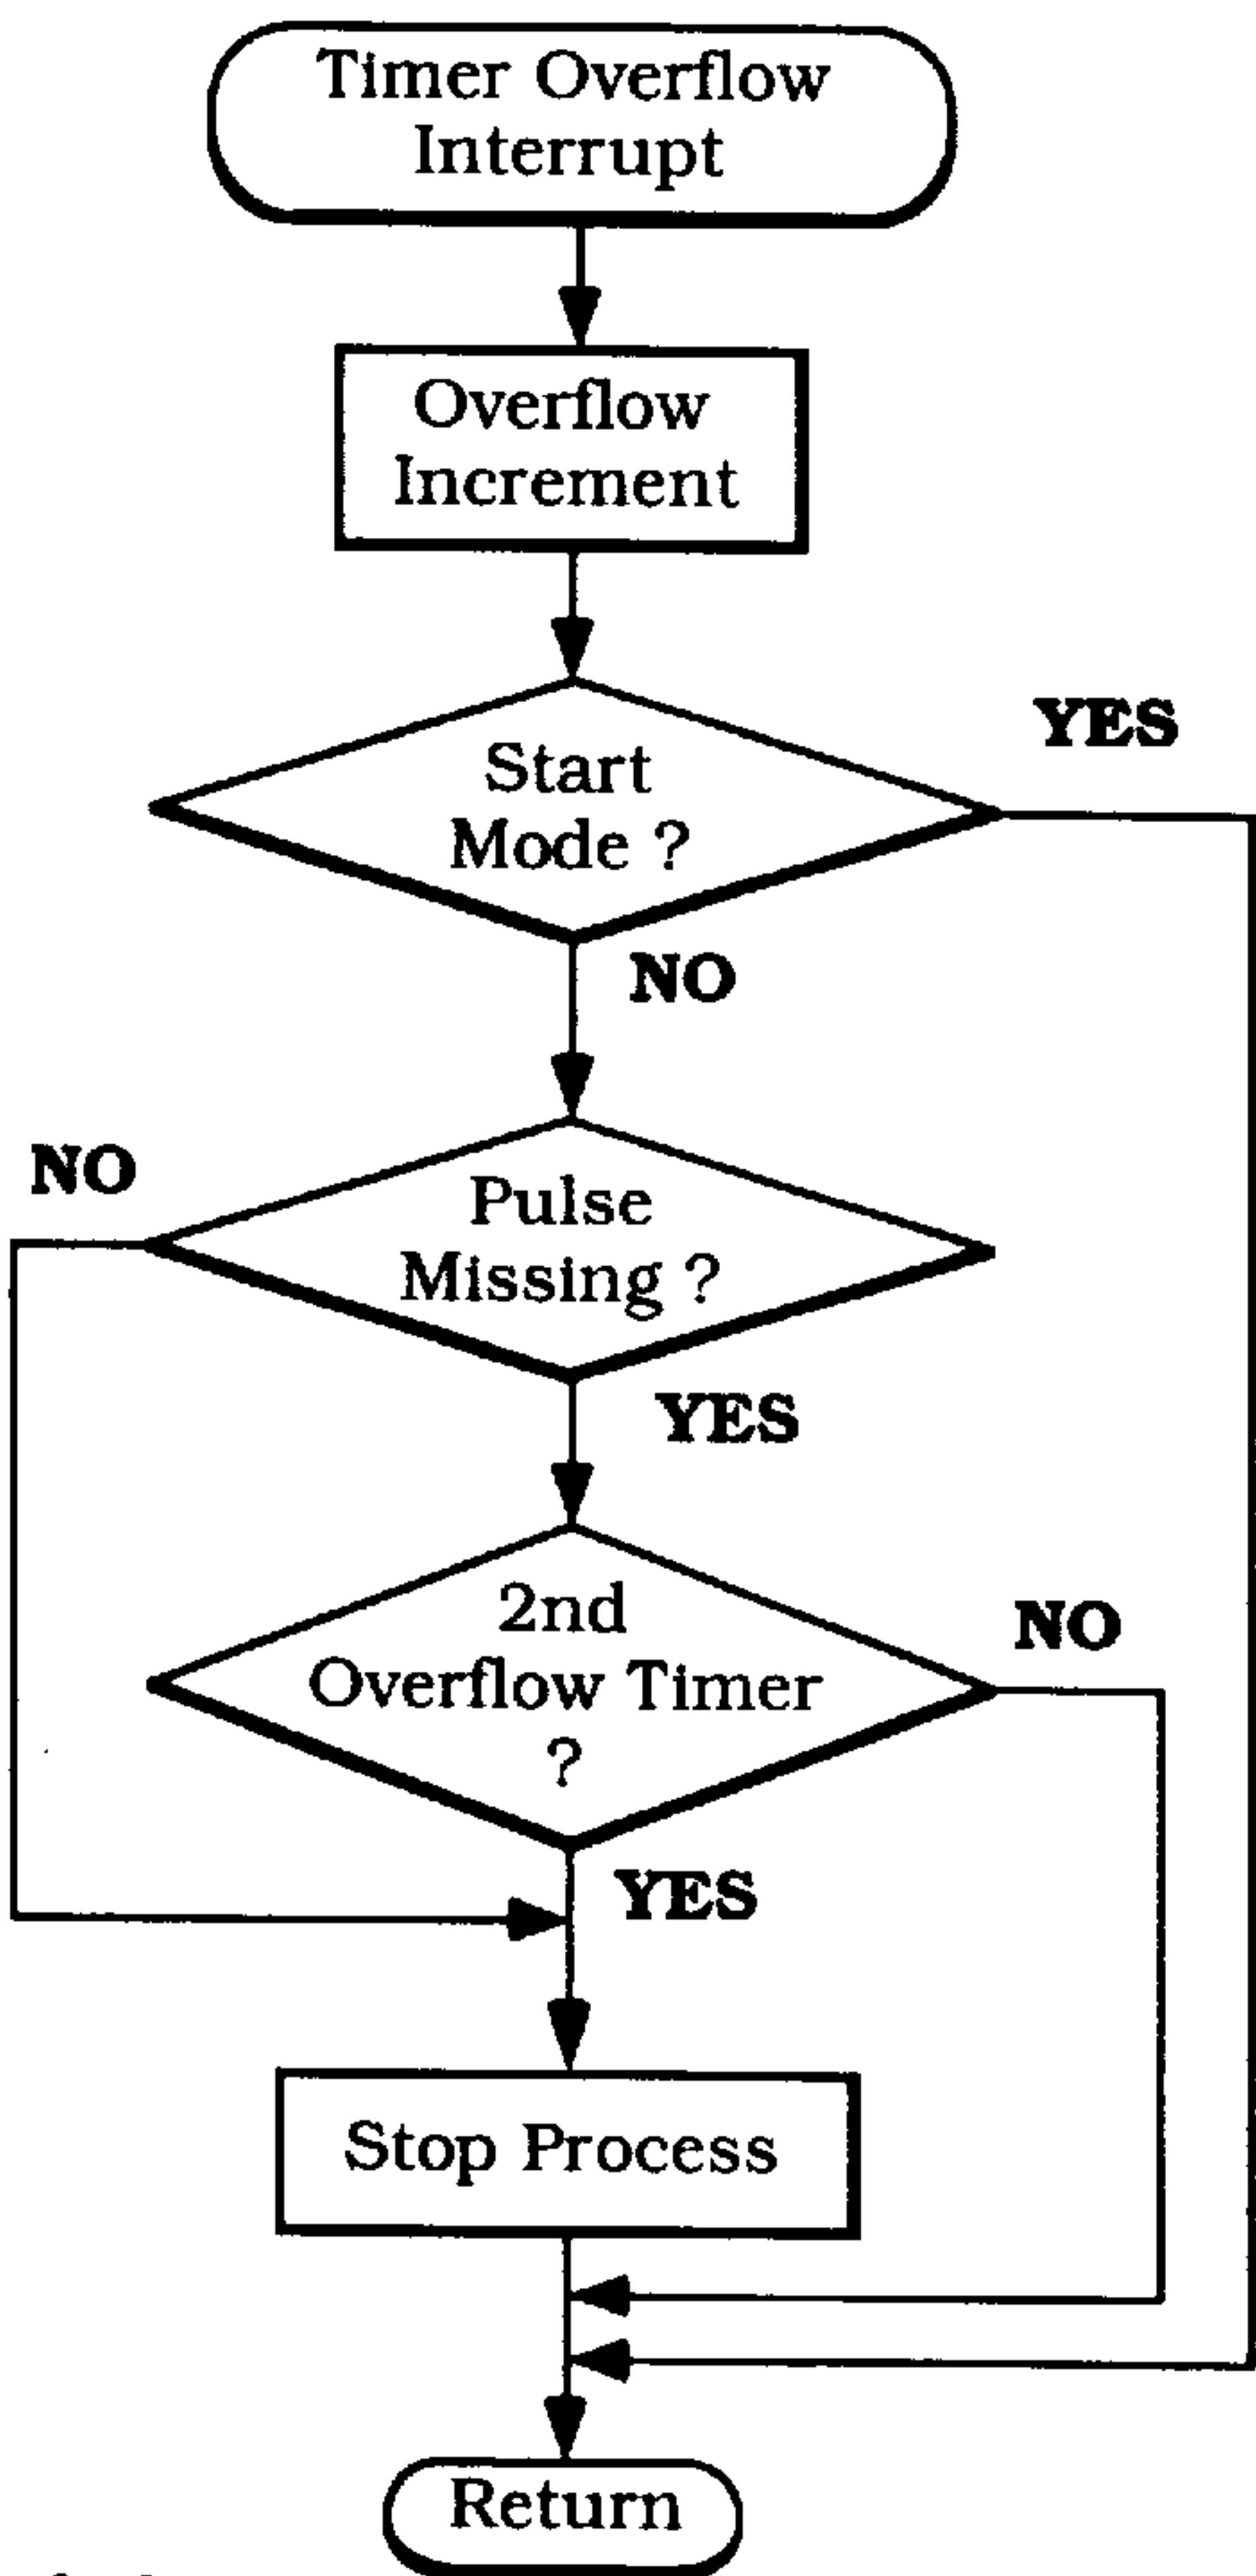 Timer Overflow
Interrupt
Overflow
Increment
Start
Mode ?
YES
NO
Pulse
Missing ?
NO
YES
2nd
Overflow Timer
?
NO
YES
Stop Process
Return